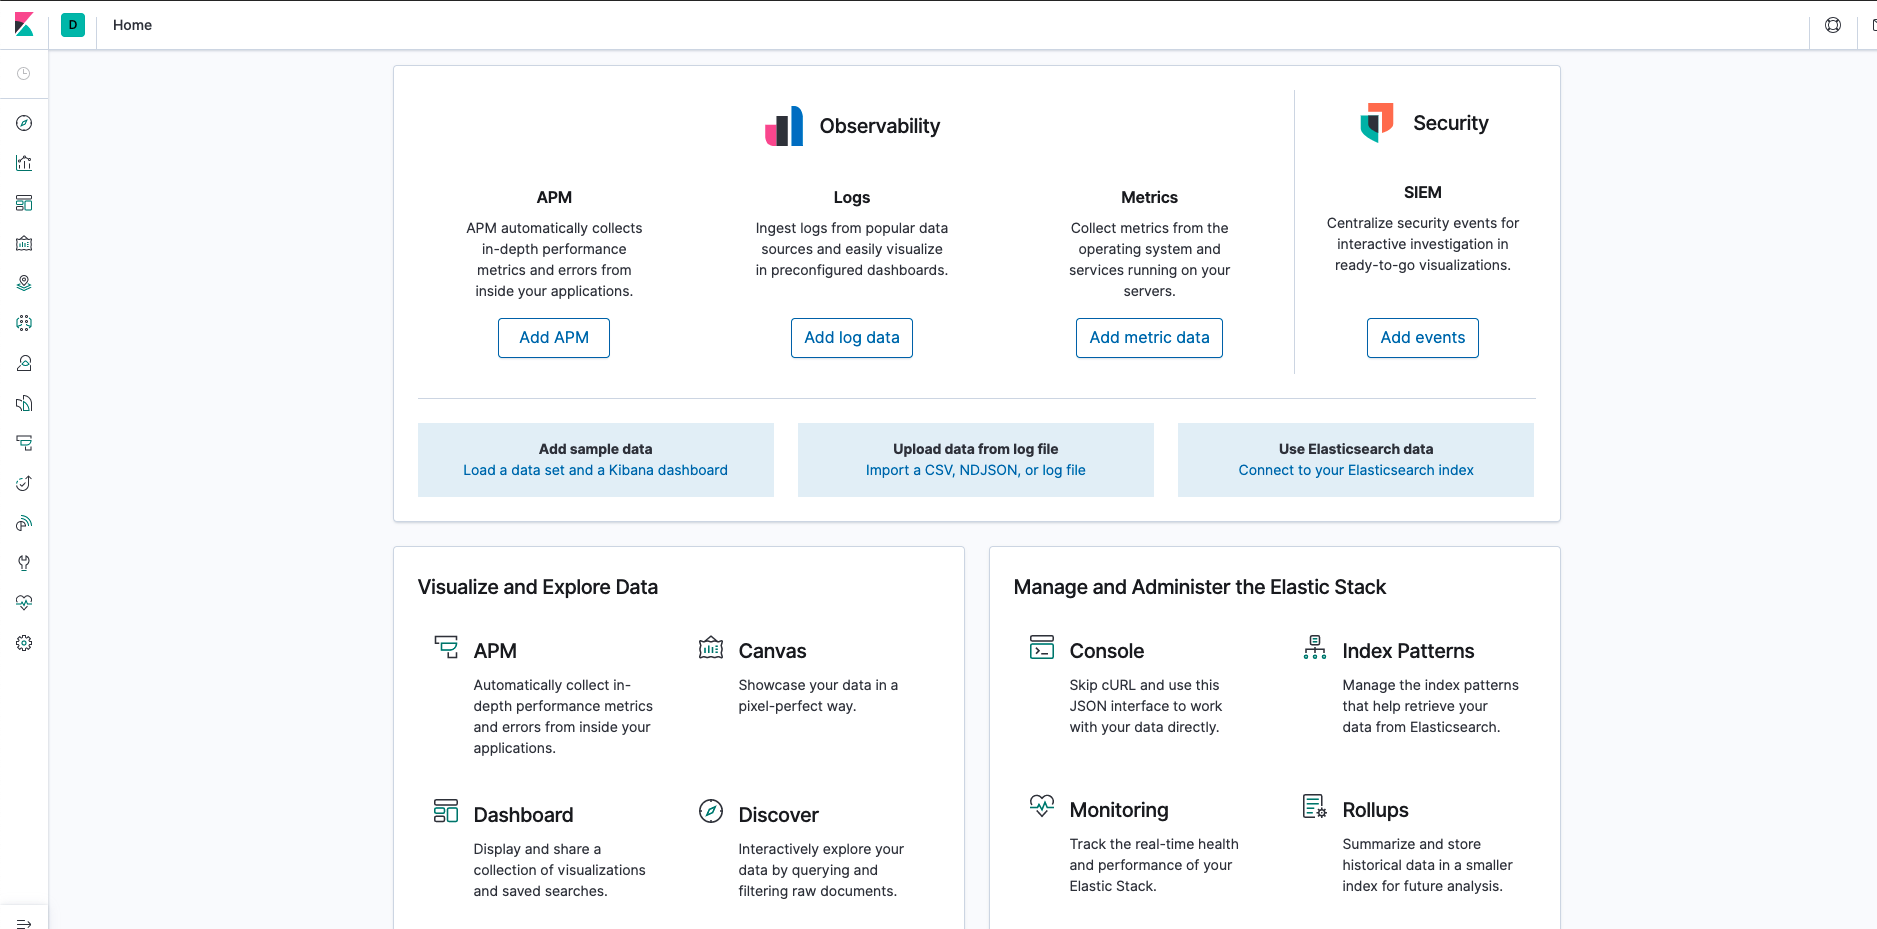 D Home
Observability
Security
APM
APM automatically collects
in-depth performance
metrics and errors from
inside your applications.
Add APM
Logs
Ingest logs from popular data
sources and easily visualize
in preconfigured dashboards.
Add log data
Metrics
Collect metrics from the
operating system and
services running on your
servers.
Add metric data
SIEM
Centralize security events for
interactive investigation in
ready-to-go visualizations.
Add events
Add sample data
Load a data set and a Kibana dashboard
Upload data from log file
Import a CSV, NDJSON, or log file
Use Elasticsearch data
Connect to your Elasticsearch index
Visualize and Explore Data
APM
Automatically collect in-
depth performance metrics
and errors from inside your
applications.
Canvas
Showcase your data in a
pixel-perfect way.
Dashboard
Display and share a
collection of visualizations
and saved searches.
Discover
Interactively explore your
data by querying and
filtering raw documents.
Manage and Administer the Elastic Stack
Console
Skip cURL and use this
JSON interface to work
with your data directly.
Index Patterns
Manage the index patterns
that help retrieve your
data from Elasticsearch.
Monitoring
Track the real-time health
and performance of your
Elastic Stack.
Rollups
Summarize and store
historical data in a smaller
index for future analysis.